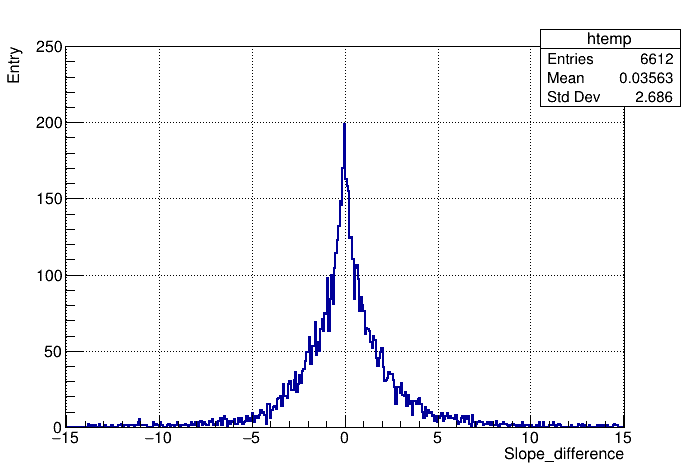 htemp
Entries 6612
Mean 0.03563
Std Dev 2.686
Entry
250
200
150
100
50
0
−15 −10 −5 0 5 10 15
Slope_difference